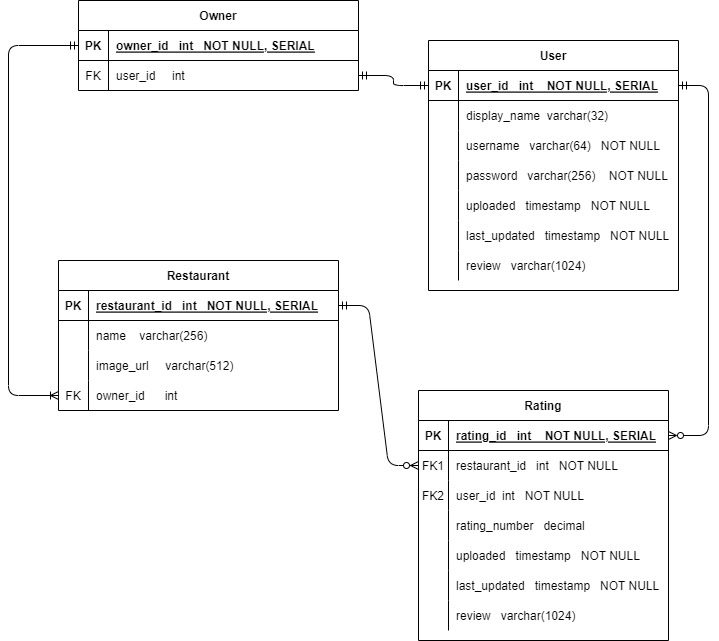 Owner
PK owner_id int NOT NULL, SERIAL
FK user_id int
User
PK user_id int NOT NULL, SERIAL
display_name varchar(32)
username varchar(64) NOT NULL
password varchar(256) NOT NULL
uploaded timestamp NOT NULL
last_updated timestamp NOT NULL
review varchar(1024)
Restaurant
PK restaurant_id int NOT NULL, SERIAL
name varchar(256)
image_url varchar(512)
FK owner_id int
Rating
PK rating_id int NOT NULL, SERIAL
FK1 restaurant_id int NOT NULL
FK2 user_id int NOT NULL
rating_number decimal
uploaded timestamp NOT NULL
last_updated timestamp NOT NULL
review varchar(1024)